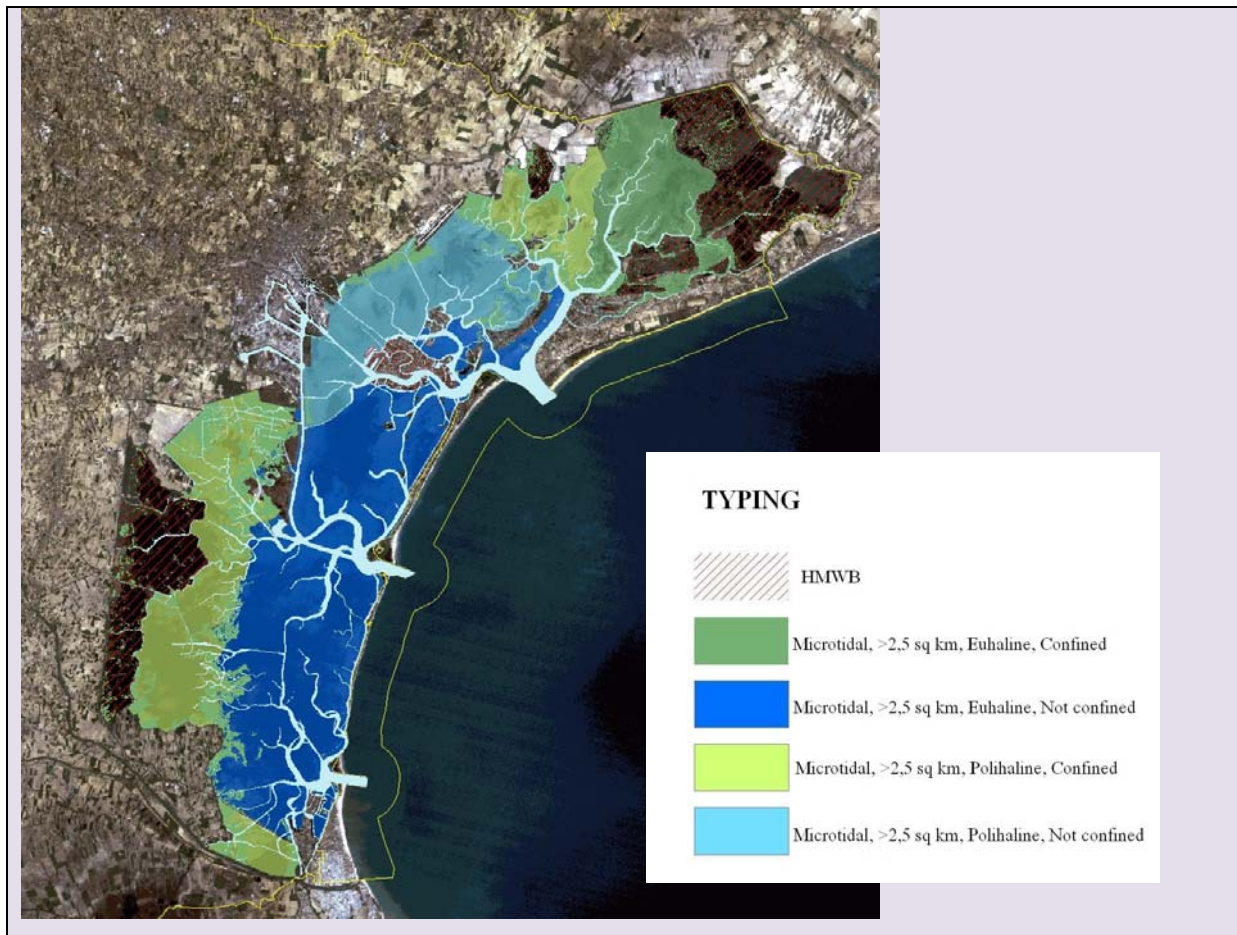 TYPING
HMWB
Microtidal, >2,5 sq km, Euhaline, Confined
Microtidal, >2,5 sq km, Euhaline, Not confined
Microtidal, >2,5 sq km, Polihaline, Confined
Microtidal, >2,5 sq km, Polihaline, Not confined